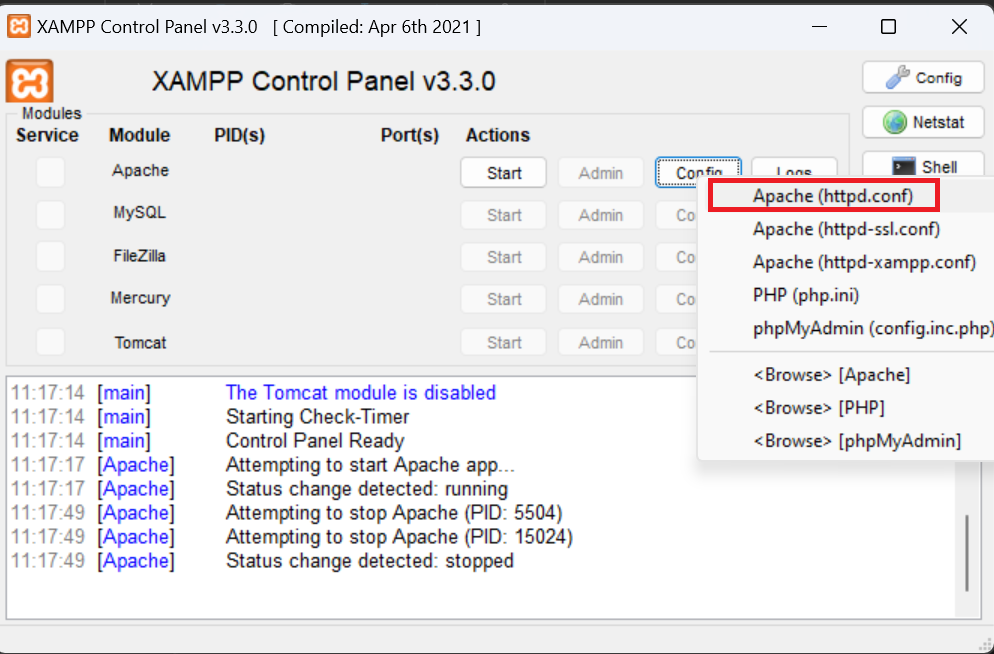 XAMPP Control Panel v3.3.0 [ Compiled: Apr 6th 2021 ]
XAMPP Control Panel v3.3.0
Config
Netstat
Shell
Modules
Service Module PID(s) Port(s) Actions
Apache Start Admin Config Logs
MySQL Start Admin Co
FileZilla Start Admin Co
Mercury Start Admin Co
Tomcat Start Admin Co
Apache (httpd.conf)
Apache (httpd-ssl.conf)
Apache (httpd-xampp.conf)
PHP (php.ini)
phpMyAdmin (config.inc.php)
<Browse> [Apache]
<Browse> [PHP]
<Browse> [phpMyAdmin]
11:17:14 [main] The Tomcat module is disabled
11:17:14 [main] Starting Check-Timer
11:17:14 [main] Control Panel Ready
11:17:17 [Apache] Attempting to start Apache app...
11:17:17 [Apache] Status change detected: running
11:17:49 [Apache] Attempting to stop Apache (PID: 5504)
11:17:49 [Apache] Attempting to stop Apache (PID: 15024)
11:17:49 [Apache] Status change detected: stopped